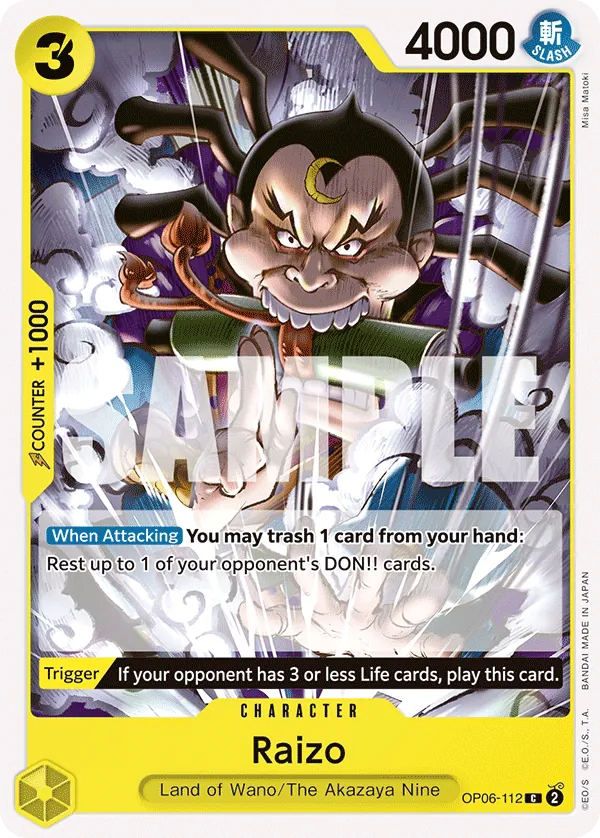 3
4000
斬
SLASH
Misa Matoki
COUNTER +1000
SAMPLE
When Attacking You may trash 1 card from your hand:
Rest up to 1 of your opponent's DON!! cards.
Trigger If your opponent has 3 or less Life cards, play this card.
CHARACTER
Raizo
Land of Wano/The Akazaya Nine
OP06-112 C 2
©E.O/S ©E.O./S., T.A. BANDAI MADE IN JAPAN